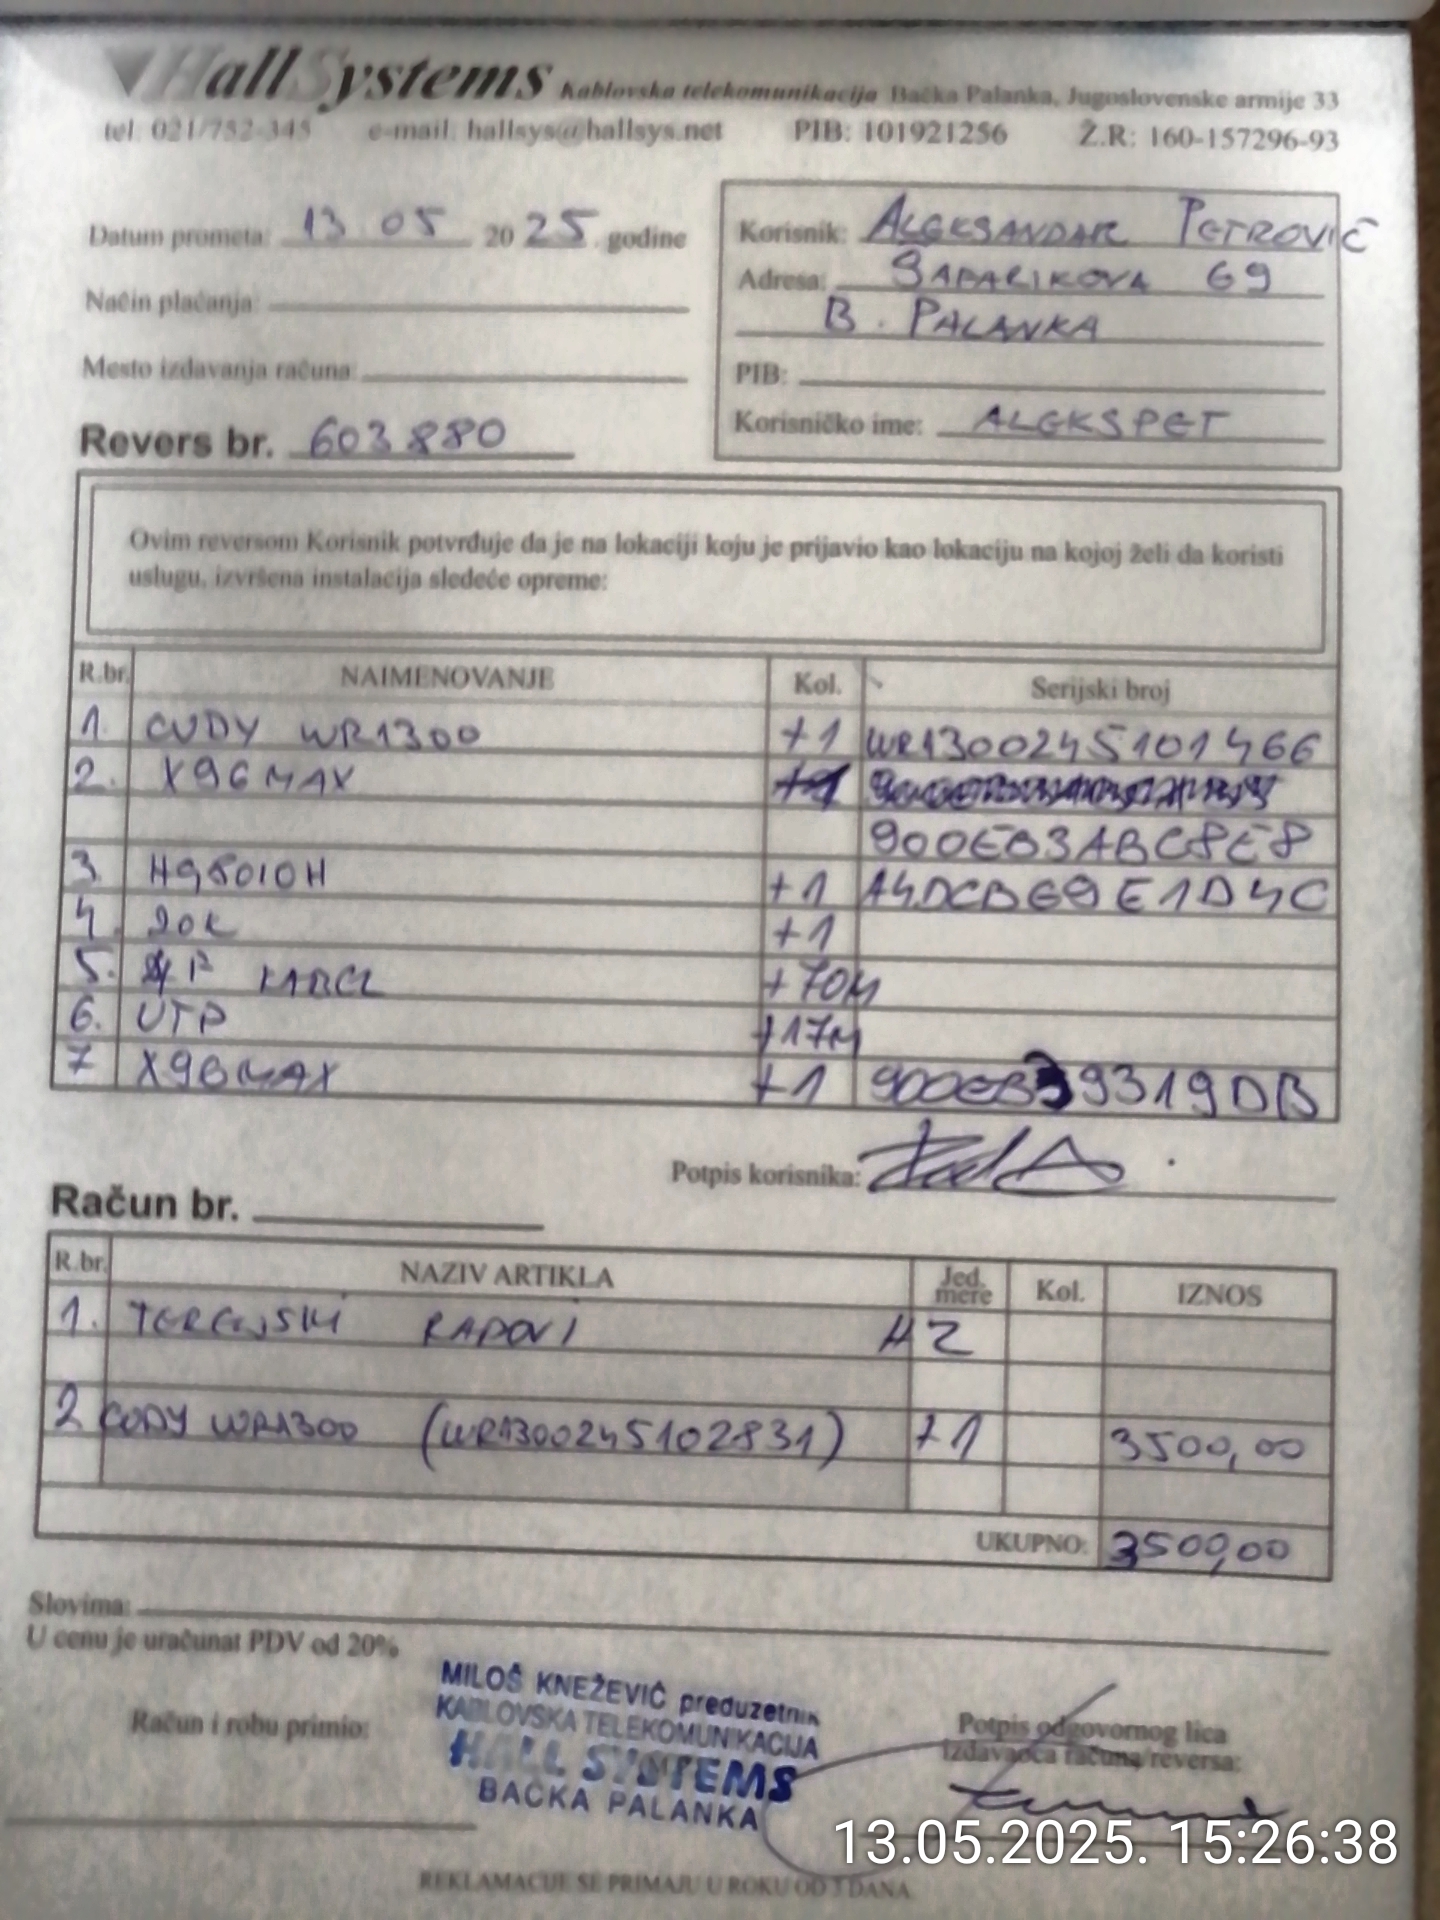 HallSystems Kablovska telekomunikacija Bačka Palanka, Jugoslovenske armije 33
tel: 021/752-345 e-mail: hallsys@hallsys.net PIB: 101921256 Ž.R: 160-157296-93
Datum prometa: 13 05 2025 godine
Način plaćanja:
Mesto izdavanja računa:
Revers br. 603880
Korisnik: ALEKSANDAR PETROVIĆ
Adresa: ŠAFARIKOVA 69
B. PALANKA
PIB:
Korisničko ime: ALEKSPET
Ovim reversom Korisnik potvrđuje da je na lokaciji koju je prijavio kao lokaciju na kojoj želi da koristi
uslugu, izvršena instalacija sledeće opreme:
R.br. NAIMENOVANJE Kol. Serijski broj
1. CUDY WR1300 +1 WR1300245101466
2. X96MAX +1
900EB3ABC8E8
3. HG8010H +1 A4DCB69E1D4C
4. +1
5. KABEL +70M
6. UTP +17M
7 X96MAX +1 900EB39319DB
Potpis korisnika:
Račun br.
R.br. NAZIV ARTIKLA Jed. mere Kol. IZNOS
1. TERENSKI RADOVI HZ
2 CUDY WR1300 (WR1300245102831) +1 3500,00
UKUPNO: 3500,00
Slovima:
U cenu je uračunat PDV od 20%
Račun i robu primio:
MILOŠ KNEŽEVIĆ preduzetnik
KABLOVSKA TELEKOMUNIKACIJA
HALL SYSTEMS
BAČKA PALANKA
Potpis odgovornog lica
izdavaoca računa/reversa:
13.05.2025. 15:26:38
REKLAMACIJE SE PRIMAJU U ROKU OD 3 DANA